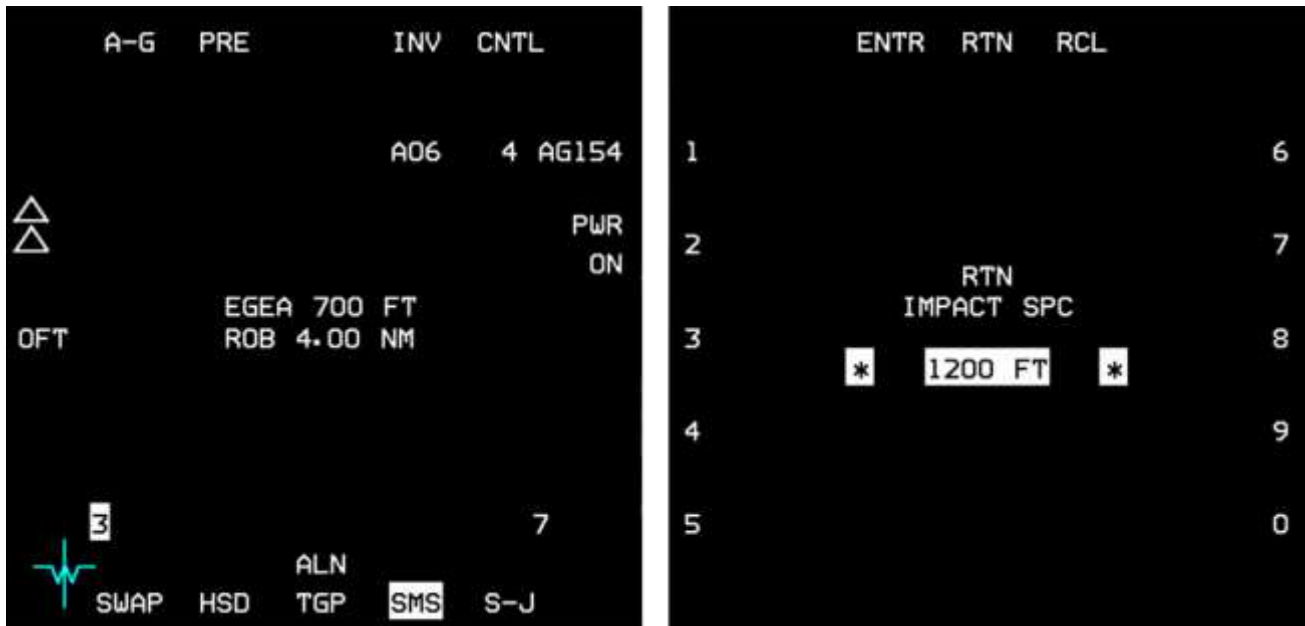 A-G PRE INV CNTL
A06 4 AG154
PWR
ON
EGEA 700 FT
OFT ROB 4.00 NM
3 7
ALN
SWAP HSD TGP SMS S-J
ENTR RTN RCL
1 6
2 7
RTN
IMPACT SPC
3 8
* 1200 FT *
4 9
5 0